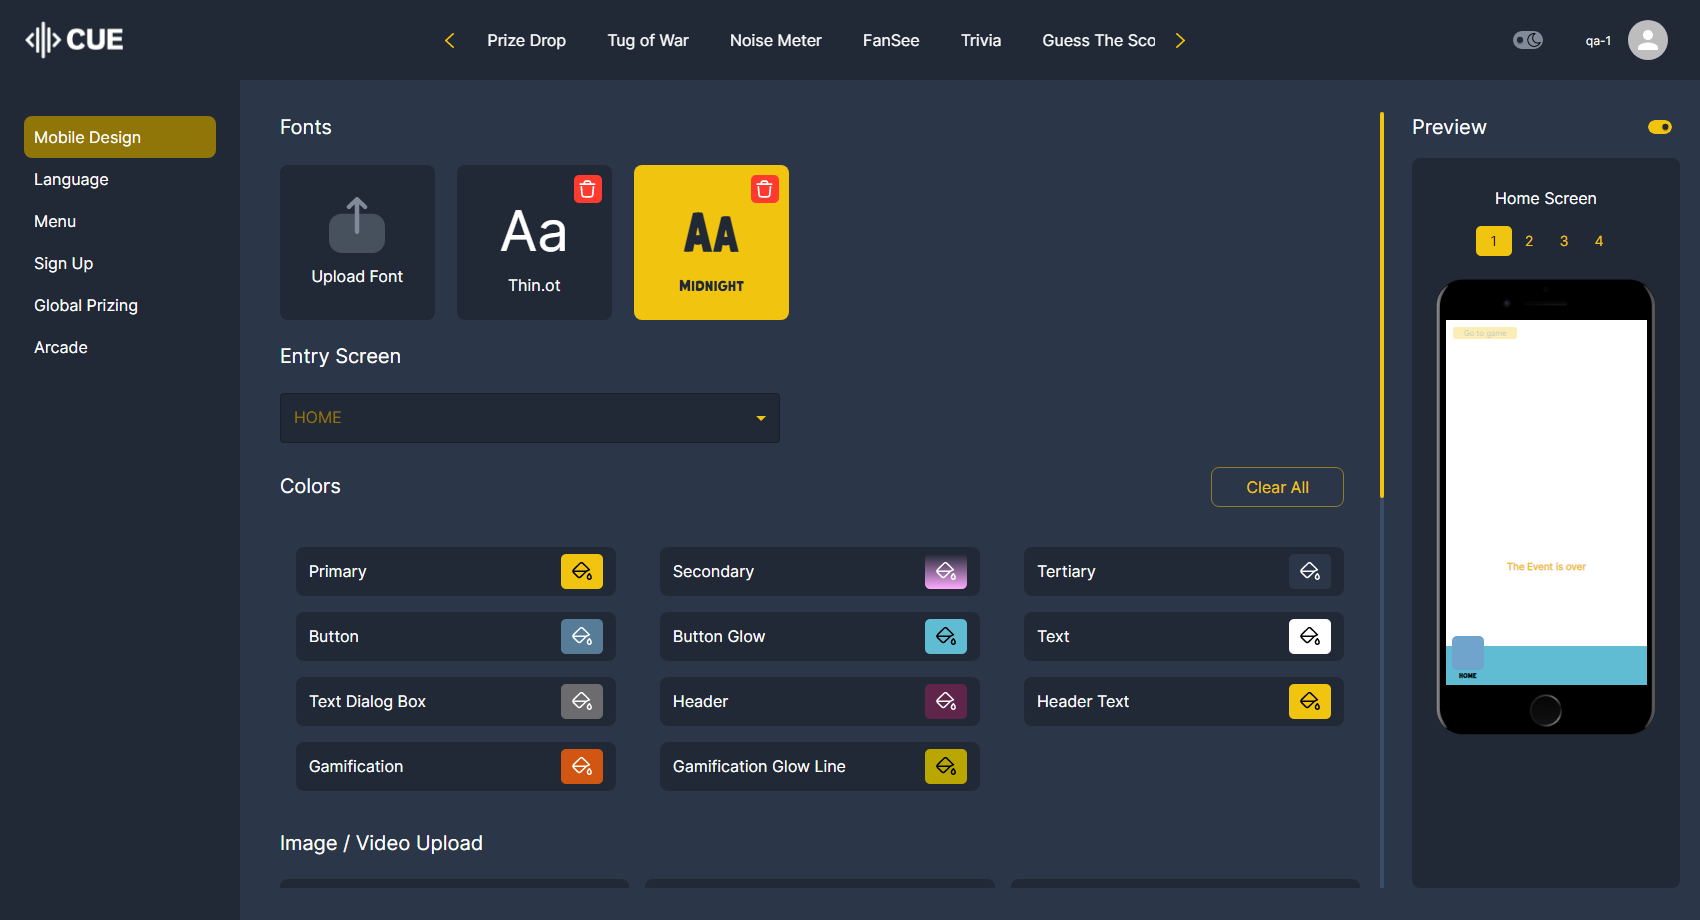 CUE
Prize Drop
Tug of War
Noise Meter
FanSee
Trivia
Guess The Sco
qa-1
Mobile Design
Language
Menu
Sign Up
Global Prizing
Arcade
Fonts
Upload Font
Aa
Thin.ot
AA
MIDNIGHT
Entry Screen
HOME
Colors
Clear All
Primary
Secondary
Tertiary
Button
Button Glow
Text
Text Dialog Box
Header
Header Text
Gamification
Gamification Glow Line
Image / Video Upload
Preview
Home Screen
1 2 3 4
Go to game
The Event is over
HOME